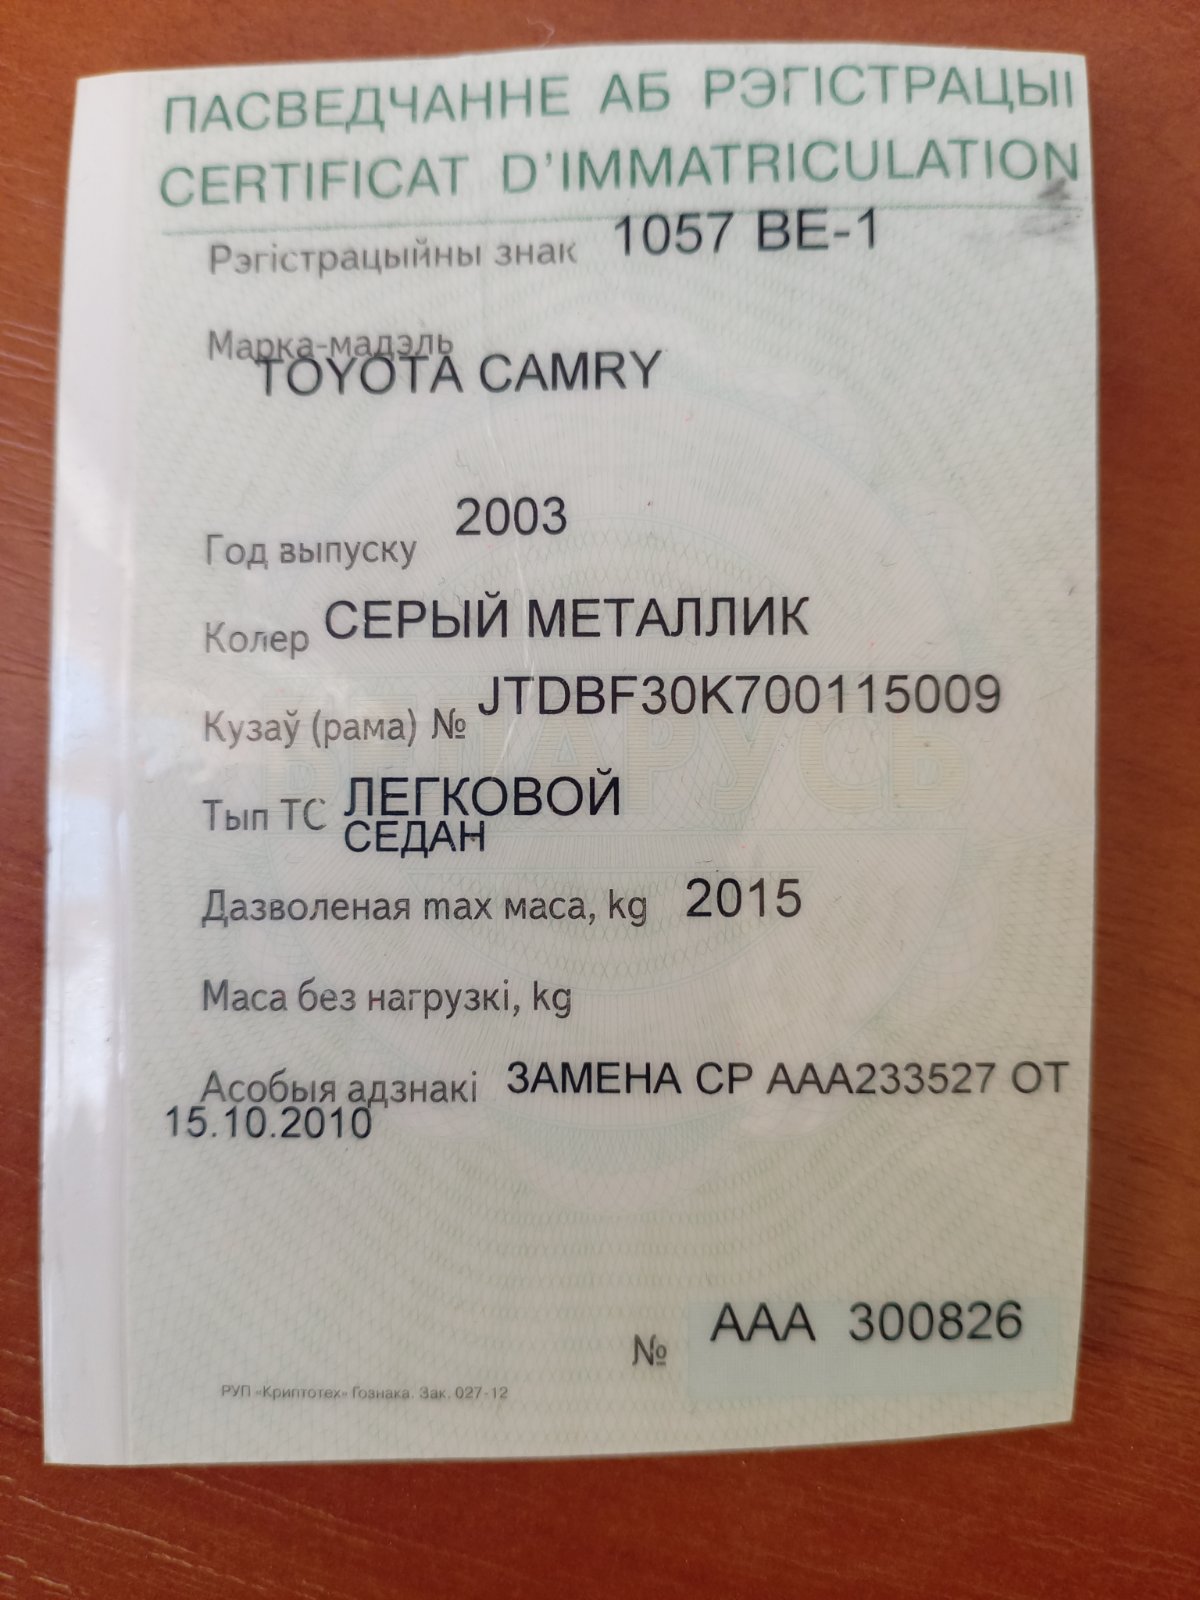 ПАСВЕДЧАННЕ АБ РЭГІСТРАЦЫІ
CERTIFICAT D'IMMATRICULATION
Рэгістрацыйны знак 1057 BE-1
Марка-мадэль
TOYOTA CAMRY
Год выпуску 2003
Колер СЕРЫЙ МЕТАЛЛИК
Кузаў (рама) № JTDBF30K700115009
БЕЛАРУСЬ
Тып ТС ЛЕГКОВОЙ
СЕДАН
Дазволеная max маса, kg 2015
Маса без нагрузкі, kg
Асобыя адзнакі ЗАМЕНА СР ААА233527 ОТ
15.10.2010
№ ААА 300826
РУП «Криптотех» Гознака. Зак. 027-12